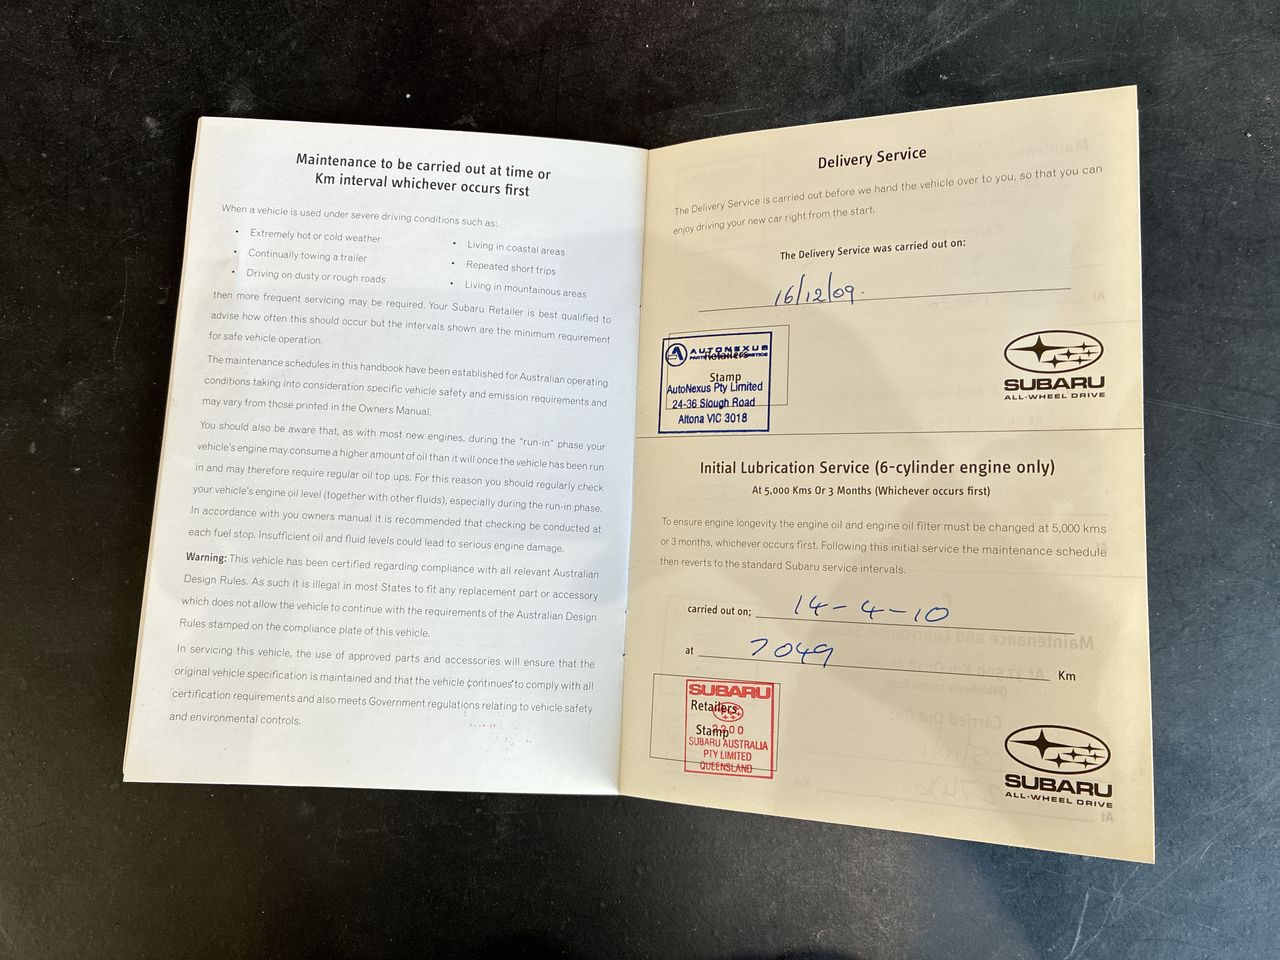 Maintenance to be carried out at time or
Km interval whichever occurs first
When a vehicle is used under severe driving conditions such as:
• Extremely hot or cold weather
• Continually towing a trailer
• Driving on dusty or rough roads
• Living in coastal areas
• Repeated short trips
• Living in mountainous areas
then more frequent servicing may be required. Your Subaru Retailer is best qualified to
advise how often this should occur but the intervals shown are the minimum requirement
for safe vehicle operation.
The maintenance schedules in this handbook have been established for Australian operating
conditions taking into consideration specific vehicle safety and emission requirements and
may vary from those printed in the Owners Manual.
You should also be aware that, as with most new engines, during the "run-in" phase your
vehicle's engine may consume a higher amount of oil than it will once the vehicle has been run
in and may therefore require regular oil top ups. For this reason you should regularly check
your vehicle's engine oil level (together with other fluids), especially during the run-in phase.
In accordance with you owners manual it is recommended that checking be conducted at
each fuel stop. Insufficient oil and fluid levels could lead to serious engine damage.
Warning: This vehicle has been certified regarding compliance with all relevant Australian
Design Rules. As such it is illegal in most States to fit any replacement part or accessory
which does not allow the vehicle to continue with the requirements of the Australian Design
Rules stamped on the compliance plate of this vehicle.
In servicing this vehicle, the use of approved parts and accessories will ensure that the
original vehicle specification is maintained and that the vehicle continues to comply with all
certification requirements and also meets Government regulations relating to vehicle safety
and environmental controls.
Delivery Service
The Delivery Service is carried out before we hand the vehicle over to you, so that you can
enjoy driving your new car right from the start.
The Delivery Service was carried out on:
16/12/09.
AUTONEXUS
Retailers
Stamp
AutoNexus Pty Limited
24-36 Slough Road
Altona VIC 3018
SUBARU
ALL-WHEEL DRIVE
Initial Lubrication Service (6-cylinder engine only)
At 5,000 Kms Or 3 Months (Whichever occurs first)
To ensure engine longevity the engine oil and engine oil filter must be changed at 5,000 kms
or 3 months, whichever occurs first. Following this initial service the maintenance schedule
then reverts to the standard Subaru service intervals.
carried out on; 14-4-10
at 7049 Km
SUBARU
Retailers
Stamp
SUBARU AUSTRALIA
PTY LIMITED
QUEENSLAND
SUBARU
ALL-WHEEL DRIVE